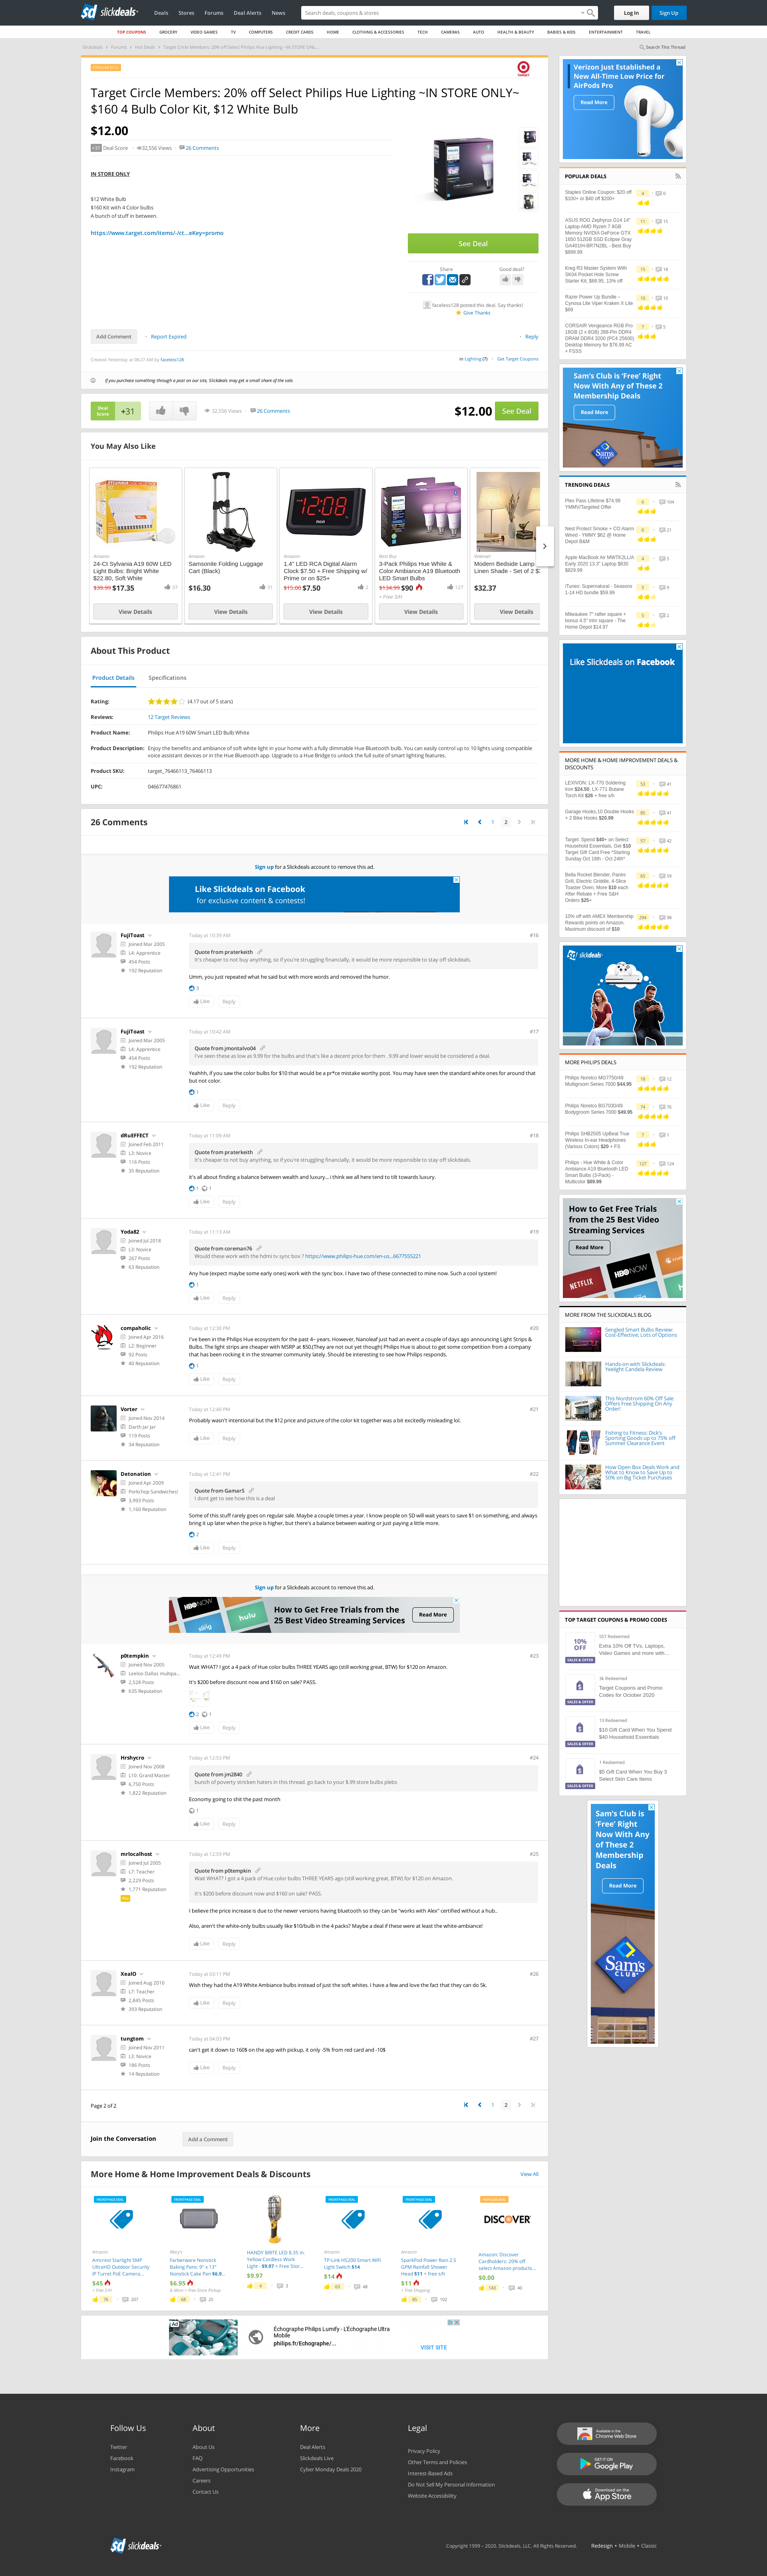 slickdeals
Deals
Stores
Forums
Deal Alerts
News
Search deals, coupons & stores
Log In
Sign Up
TOP COUPONS
GROCERY
VIDEO GAMES
TV
COMPUTERS
CREDIT CARDS
HOME
CLOTHING & ACCESSORIES
TECH
CAMERAS
AUTO
HEALTH & BEAUTY
BABIES & KIDS
ENTERTAINMENT
TRAVEL
Slickdeals › Forums › Hot Deals › Target Circle Members: 20% off Select Philips Hue Lighting ~IN STORE ONL...
Search This Thread
Target Circle Members: 20% off Select Philips Hue Lighting ~IN STORE ONLY~
$160 4 Bulb Color Kit, $12 White Bulb
$12.00
+31 Deal Score
32,556 Views
26 Comments
IN STORE ONLY
$12 White Bulb
$160 Kit with 4 Color bulbs
A bunch of stuff in between.
https://www.target.com/items/-/ct...eKey=promo
See Deal
Share
Good deal?
faceless128 posted this deal. Say thanks!
Give Thanks
Add Comment
Report Expired
Reply
Created Yesterday at 08:27 AM by faceless128
in Lighting (7)
Get Target Coupons
If you purchase something through a post on our site, Slickdeals may get a small share of the sale.
Deal Score
+31
32,556 Views
26 Comments
$12.00
See Deal
You May Also Like
Amazon
24-Ct Sylvania A19 60W LED Light Bulbs: Bright White $22.80, Soft White
$39.99 $17.35
37
View Details
Amazon
Samsonite Folding Luggage Cart (Black)
$16.30
31
View Details
Amazon
1.4" LED RCA Digital Alarm Clock $7.50 + Free Shipping w/ Prime or on $25+
$15.00 $7.50
2
View Details
Best Buy
3-Pack Philips Hue White & Color Ambiance A19 Bluetooth LED Smart Bulbs
$134.99 $90
127
+ Free S/H
View Details
Walmart
Modern Bedside Lamp
Linen Shade - Set of 2
$32.37
View Details
About This Product
Product Details
Specifications
Rating:
(4.17 out of 5 stars)
Reviews:
12 Target Reviews
Product Name:
Philips Hue A19 60W Smart LED Bulb White
Product Description:
Enjoy the benefits and ambiance of soft white light in your home with a fully dimmable Hue Bluetooth bulb. You can easily control up to 10 lights using compatible
voice assistant devices or in the Hue Bluetooth app. Upgrade to a Hue Bridge to unlock the full suite of smart lighting features.
Product SKU:
target_76466113_76466113
UPC:
046677476861
26 Comments
1
2
Sign up for a Slickdeals account to remove this ad.
Like Slickdeals on Facebook
for exclusive content & contests!
FujiToast
Joined Mar 2005
L4: Apprentice
454 Posts
192 Reputation
Today at 10:39 AM
#16
Quote from praterkeith
It's cheaper to not buy anything, so if you're struggling financially, it would be more responsible to stay off slickdeals.
Umm, you just repeated what he said but with more words and removed the humor.
3
Like
Reply
FujiToast
Joined Mar 2005
L4: Apprentice
454 Posts
192 Reputation
Today at 10:42 AM
#17
Quote from jmontalvo04
I've seen these as low as 9.99 for the bulbs and that's like a decent price for them . 9.99 and lower would be considered a deal.
Yeahhh, if you saw the color bulbs for $10 that would be a pr*ce mistake worthy post. You may have seen the standard white ones for around that
but not color.
1
Like
Reply
dRuEFFECT
Joined Feb 2011
L3: Novice
116 Posts
35 Reputation
Today at 11:09 AM
#18
Quote from praterkeith
It's cheaper to not buy anything, so if you're struggling financially, it would be more responsible to stay off slickdeals.
it's all about finding a balance between wealth and luxury... i think we all here tend to tilt towards luxury.
1
1
Like
Reply
Yoda82
Joined Jul 2018
L3: Novice
267 Posts
63 Reputation
Today at 11:13 AM
#19
Quote from coreman76
Would these work with the hdmi tv sync box ? https://www.philips-hue.com/en-us...6677555221
Any hue (expect maybe some early ones) work with the sync box. I have two of these connected to mine now. Such a cool system!
1
Like
Reply
compaholic
Joined Apr 2016
L2: Beginner
92 Posts
40 Reputation
Today at 12:30 PM
#20
I've been in the Philips Hue ecosystem for the past 4~ years. However, Nanoleaf just had an event a couple of days ago announcing Light Strips &
Bulbs. The light strips are cheaper with MSRP at $50.(They are not out yet though) Philips Hue is about to get some competition from a company
that has been rocking it in the streamer community lately. Should be interesting to see how Philips responds.
1
Like
Reply
Vorter
Joined Nov 2014
Darth Jar Jar
119 Posts
34 Reputation
Today at 12:40 PM
#21
Probably wasn't intentional but the $12 price and picture of the color kit together was a bit excitedly misleading lol.
Like
Reply
Detonation
Joined Apr 2009
Porkchop Sandwiches!
3,993 Posts
1,160 Reputation
Today at 12:41 PM
#22
Quote from GamarS
I dont get to see how this is a deal
Some of this stuff rarely goes on regular sale. Maybe a couple times a year. I know people on SD will wait years to save $1 on something, and always
bring it up later when the price is higher, but there's a balance between waiting or just paying a little more.
2
Like
Reply
Sign up for a Slickdeals account to remove this ad.
How to Get Free Trials from the
25 Best Video Streaming Services
Read More
p0tempkin
Joined Nov 2005
Leeloo Dallas multipa...
2,528 Posts
635 Reputation
Today at 12:49 PM
#23
Wait WHAT? I got a 4 pack of Hue color bulbs THREE YEARS ago (still working great, BTW) for $120 on Amazon.
It's $200 before discount now and $160 on sale? PASS.
2
1
Like
Reply
Hrshycro
Joined Nov 2008
L10: Grand Master
6,750 Posts
1,822 Reputation
Today at 12:53 PM
#24
Quote from jm2840
bunch of poverty stricken haters in this thread. go back to your $.99 store bulbs plebs
Economy going to shit the past month
1
Like
Reply
mrlocalhost
Joined Jul 2005
L7: Teacher
2,229 Posts
1,771 Reputation
Pro
Today at 12:59 PM
#25
Quote from p0tempkin
Wait WHAT? I got a 4 pack of Hue color bulbs THREE YEARS ago (still working great, BTW) for $120 on Amazon.
It's $200 before discount now and $160 on sale? PASS.
I believe the price increase is due to the newer versions having bluetooth so they can be "works with Alex" certified without a hub..
Also, aren't the white-only bulbs usually like $10/bulb in the 4 packs? Maybe a deal if these were at least the white-ambiance!
Like
Reply
XealO
Joined Aug 2010
L7: Teacher
2,845 Posts
393 Reputation
Today at 03:11 PM
#26
Wish they had the A19 White Ambiance bulbs instead of just the soft whites. I have a few and love the fact that they can do 5k.
Like
Reply
tungtom
Joined Nov 2011
L3: Novice
186 Posts
14 Reputation
Today at 04:03 PM
#27
can't get it down to 160$ on the app with pickup, it only -5% from red card and -10$
Like
Reply
Page 2 of 2
1
2
Join the Conversation
Add a Comment
More Home & Home Improvement Deals & Discounts
View All
FRONTPAGE DEAL
Amazon
Amcrest Starlight 5MP UltraHD Outdoor Security IP Turret PoE Camera...
$45
+ Free S/H
76
207
FRONTPAGE DEAL
Macy's
Farberware Nonstick Baking Pans: 9" x 13" Nonstick Cake Pan $6.9...
$6.95
& More + Free Store Pickup
68
20
HANDY BRITE LED 8.35 in. Yellow Cordless Work Light - $9.97 + Free Stor...
$9.97
4
3
FRONTPAGE DEAL
Amazon
TP-Link HS200 Smart WiFi Light Switch $14
$14
63
48
FRONTPAGE DEAL
Amazon
SparkPod Power Rain 2.5 GPM Rainfall Shower Head $11 + free s/h
$11
+ Free Shipping
45
102
DISCOVER
Amazon: Discover Cardholders: 20% off select Amazon products...
$0.00
143
40
Ad
Échographe Philips Lumify - L'Échographe Ultra
Mobile
philips.fr/Echographe/...
VISIT SITE
Verizon Just Established a
New All-Time Low Price for
AirPods Pro
Read More
POPULAR DEALS
Staples Online Coupon: $20 off $100+ or $40 off $200+
4
6
ASUS ROG Zephyrus G14 14" Laptop AMD Ryzen 7 8GB Memory NVIDIA GeForce GTX 1650 512GB SSD Eclipse Gray GA401IH-BR7N2BL - Best Buy $899.99
11
15
Kreg R3 Master System With SK04 Pocket Hole Screw Starter Kit, $69.95, 13% off
15
18
Razer Power Up Bundle – Cynosa Lite Viper Kraken X Lite $69
10
10
CORSAIR Vengeance RGB Pro 16GB (2 x 8GB) 288-Pin DDR4 DRAM DDR4 3200 (PC4 25600) Desktop Memory for $76.99 AC + FSSS
7
5
Sam's Club is 'Free' Right
Now With Any of These 2
Membership Deals
Read More
Sam's
TRENDING DEALS
Plex Pass Lifetime $74.99 YMMV/Targeted Offer
6
104
Nest Protect Smoke + CO Alarm Wired - YMMY $62 @ Home Depot B&M
6
21
Apple MacBook Air MWTK2LL/A Early 2020 13.3" Laptop $830 $829.99
4
5
iTunes: Supernatural - Seasons 1-14 HD bundle $59.99
5
9
Milwaukee 7" rafter square + bonus 4.5" trim square - The Home Depot $14.97
5
2
Like Slickdeals on Facebook
MORE HOME & HOME IMPROVEMENT DEALS &
DISCOUNTS
LEXIVON: LX-770 Soldering Iron $24.50, LX-771 Butane Torch Kit $26 + free s/h
53
41
Garage Hooks,10 Double Hooks + 2 Bike Hooks $20.99
85
41
Target: Spend $40+ on Select Household Essentials, Get $10 Target Gift Card Free *Starting Sunday Oct 18th - Oct 24th*
57
42
Bella Rocket Blender, Panini Grill, Electric Griddle, 4-Slice Toaster Oven, More $10 each After Rebate + Free S&H Orders $25+
65
59
10% off with AMEX Membership Rewards points on Amazon. Maximum discount of $10
294
98
slickdeals
MORE PHILIPS DEALS
Philips Norelco MG7750/49 Multigroom Series 7000 $44.95
18
12
Philips Norelco BG7030/49 Bodygroom Series 7000 $49.95
74
76
Philips SHB2505 UpBeat True Wireless In-ear Headphones (Various Colors) $20 + FS
7
1
Philips - Hue White & Color Ambiance A19 Bluetooth LED Smart Bulbs (3-Pack) - Multicolor $89.99
127
124
How to Get Free Trials
from the 25 Best Video
Streaming Services
Read More
NETFLIX
HBO NOW
MORE FROM THE SLICKDEALS BLOG
Sengled Smart Bulbs Review: Cost-Effective, Lots of Options
Hands-on with Slickdeals: Yeelight Candela Review
This Nordstrom 60% Off Sale Offers Free Shipping On Any Order!
Fishing to Fitness: Dick's Sporting Goods up to 75% off Summer Clearance Event
How Open Box Deals Work and What to Know to Save Up to 50% on Big Ticket Purchases
TOP TARGET COUPONS & PROMO CODES
10% OFF
SALES & OFFER
557 Redeemed
Extra 10% Off TVs, Laptops, Video Games and more with...
SALES & OFFER
3k Redeemed
Target Coupons and Promo Codes for October 2020
SALES & OFFER
13 Redeemed
$10 Gift Card When You Spend $40 Household Essentials
SALES & OFFER
1 Redeemed
$5 Gift Card When You Buy 3 Select Skin Care Items
Sam's Club is
'Free' Right
Now With Any
of These 2
Membership
Deals
Read More
Sam's CLUB
Follow Us
Twitter
Facebook
Instagram
About
About Us
FAQ
Advertising Opportunities
Careers
Contact Us
More
Deal Alerts
Slickdeals Live
Cyber Monday Deals 2020
Legal
Privacy Policy
Other Terms and Policies
Interest-Based Ads
Do Not Sell My Personal Information
Website Accessibility
Available in the Chrome Web Store
GET IT ON Google Play
Download on the App Store
slickdeals
Copyright 1999 - 2020. Slickdeals, LLC. All Rights Reserved.
Redesign • Mobile • Classic